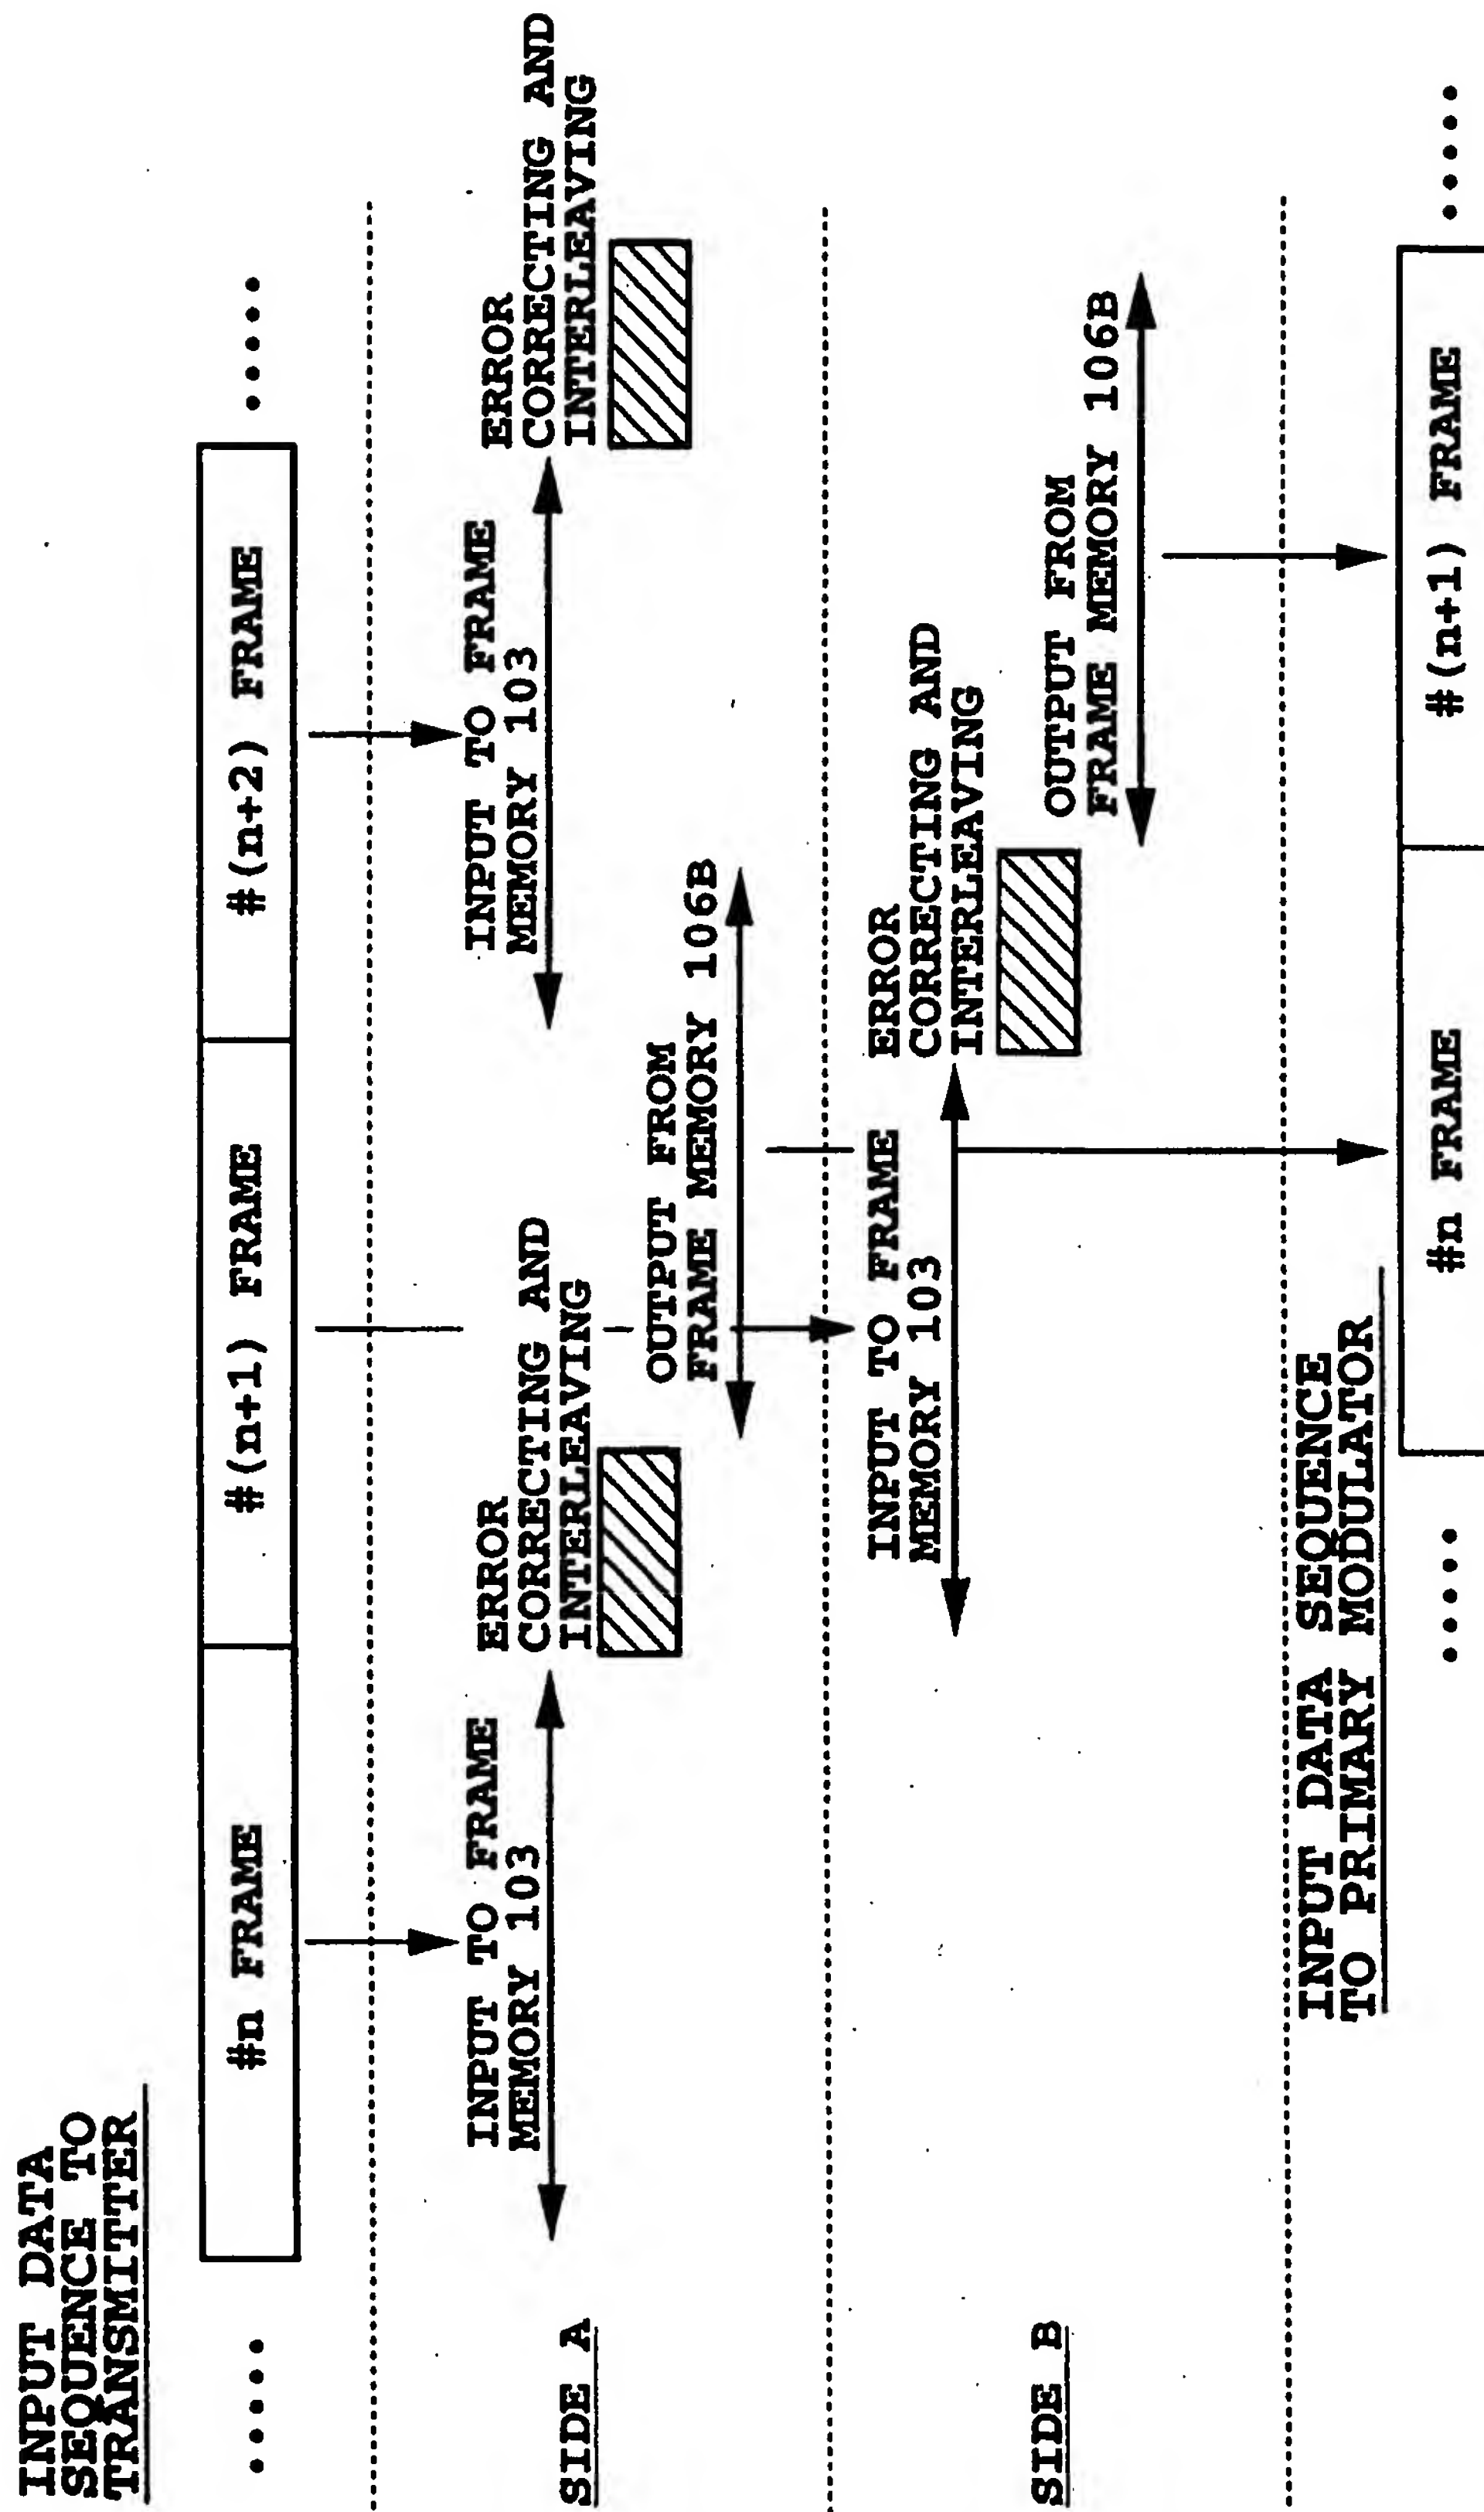 INPUT DATA
SEQUENCE TO
TRANSMITTER
.....
#n FRAME
#(n+1) FRAME
#(n+2) FRAME
.....
SIDE A
INPUT TO FRAME
MEMORY 103
ERROR
CORRECTING AND
INTERLEAVING
OUTPUT FROM
FRAME MEMORY 106B
INPUT TO FRAME
MEMORY 103
ERROR
CORRECTING AND
INTERLEAVING
SIDE B
INPUT TO FRAME
MEMORY 103
ERROR
CORRECTING AND
INTERLEAVING
OUTPUT FROM
FRAME MEMORY 106B
INPUT DATA SEQUENCE
TO PRIMARY MODULATOR
.....
#n FRAME
#(n+1) FRAME
.....